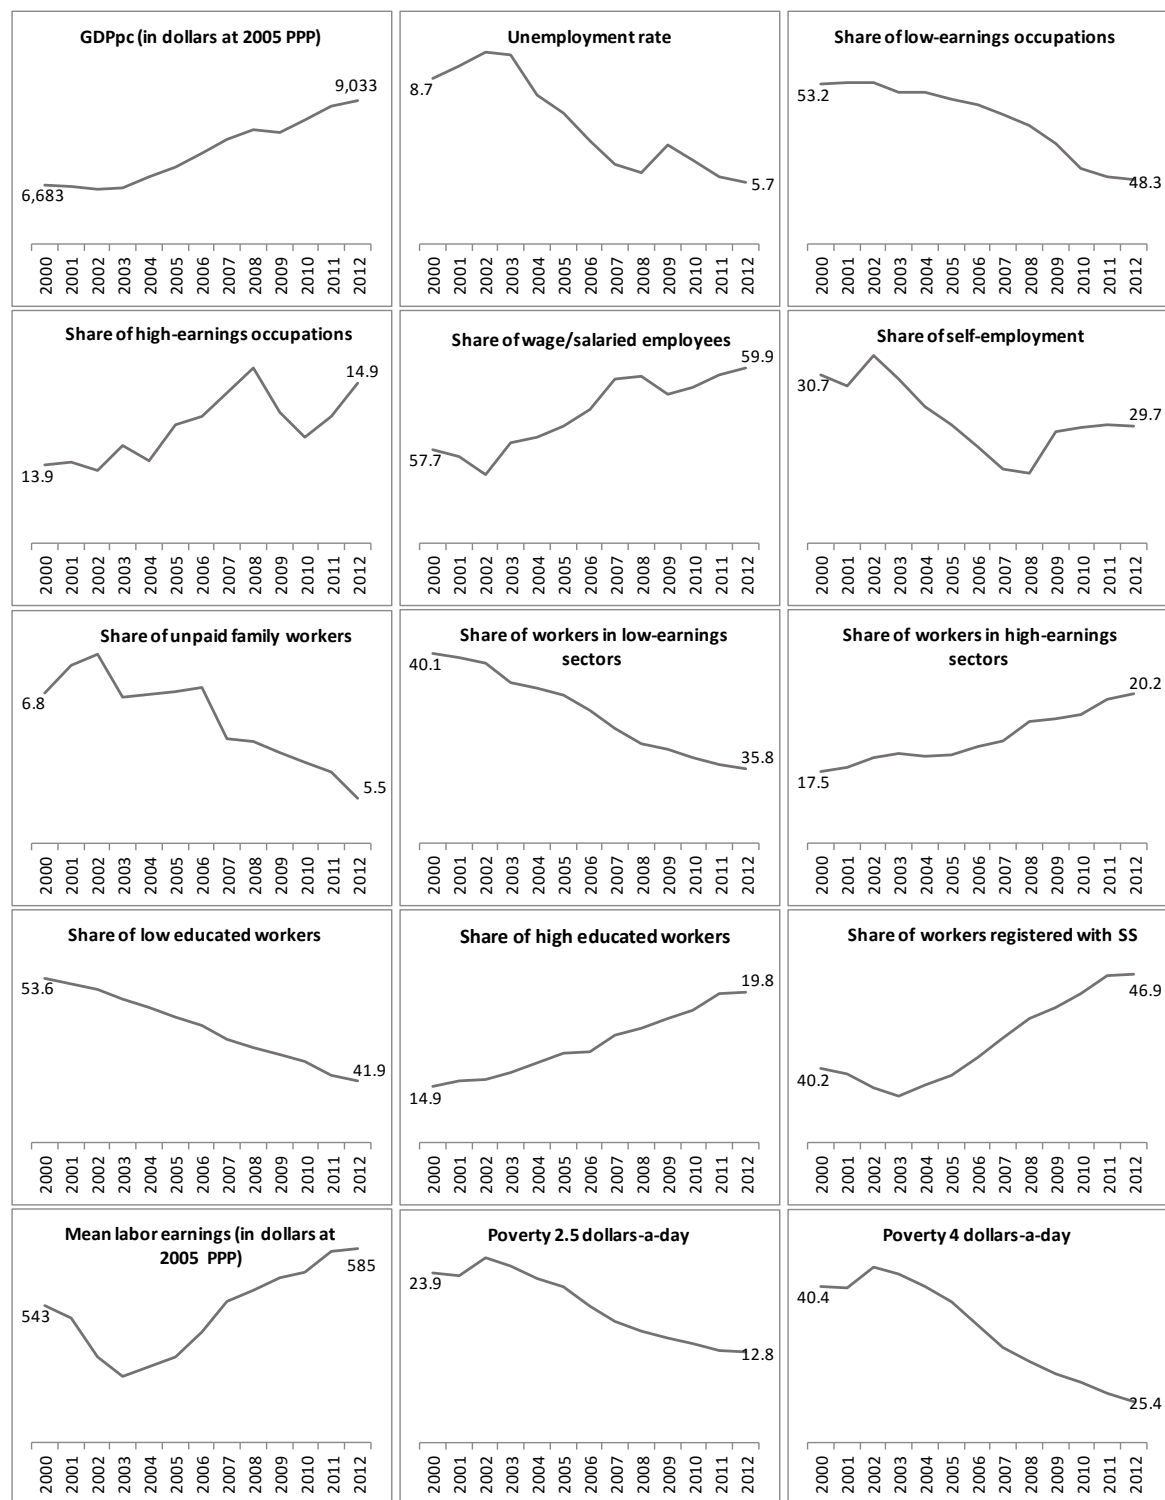 GDPpc (in dollars at 2005 PPP)
9,033
6,683
2000 2001 2002 2003 2004 2005 2006 2007 2008 2009 2010 2011 2012
Unemployment rate
8.7
5.7
2000 2001 2002 2003 2004 2005 2006 2007 2008 2009 2010 2011 2012
Share of low-earnings occupations
53.2
48.3
2000 2001 2002 2003 2004 2005 2006 2007 2008 2009 2010 2011 2012
Share of high-earnings occupations
14.9
13.9
2000 2001 2002 2003 2004 2005 2006 2007 2008 2009 2010 2011 2012
Share of wage/salaried employees
59.9
57.7
2000 2001 2002 2003 2004 2005 2006 2007 2008 2009 2010 2011 2012
Share of self-employment
30.7
29.7
2000 2001 2002 2003 2004 2005 2006 2007 2008 2009 2010 2011 2012
Share of unpaid family workers
6.8
5.5
2000 2001 2002 2003 2004 2005 2006 2007 2008 2009 2010 2011 2012
Share of workers in low-earnings
sectors
40.1
35.8
2000 2001 2002 2003 2004 2005 2006 2007 2008 2009 2010 2011 2012
Share of workers in high-earnings
sectors
20.2
17.5
2000 2001 2002 2003 2004 2005 2006 2007 2008 2009 2010 2011 2012
Share of low educated workers
53.6
41.9
2000 2001 2002 2003 2004 2005 2006 2007 2008 2009 2010 2011 2012
Share of high educated workers
19.8
14.9
2000 2001 2002 2003 2004 2005 2006 2007 2008 2009 2010 2011 2012
Share of workers registered with SS
46.9
40.2
2000 2001 2002 2003 2004 2005 2006 2007 2008 2009 2010 2011 2012
Mean labor earnings (in dollars at
2005 PPP)
585
543
2000 2001 2002 2003 2004 2005 2006 2007 2008 2009 2010 2011 2012
Poverty 2.5 dollars-a-day
23.9
12.8
2000 2001 2002 2003 2004 2005 2006 2007 2008 2009 2010 2011 2012
Poverty 4 dollars-a-day
40.4
25.4
2000 2001 2002 2003 2004 2005 2006 2007 2008 2009 2010 2011 2012